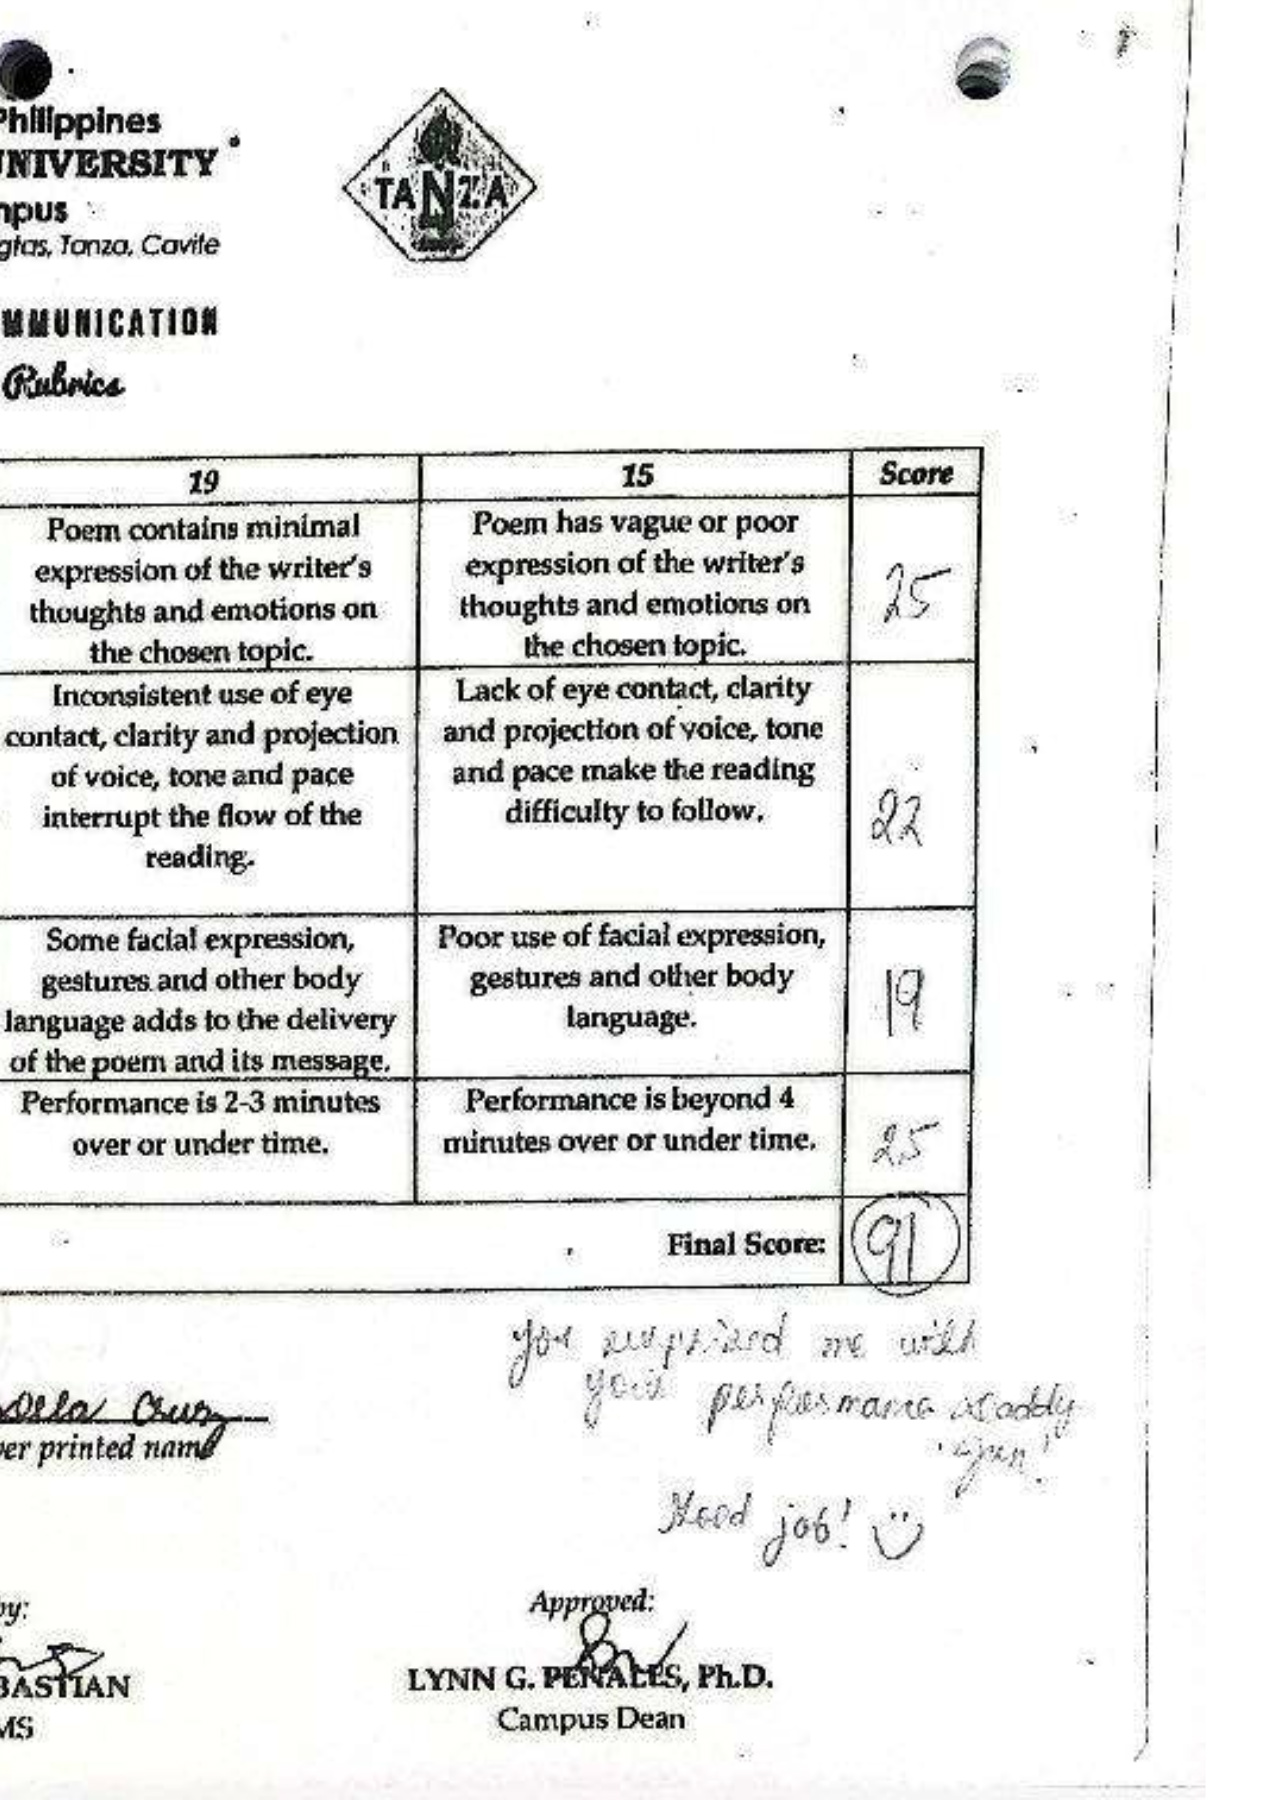 Philippines
UNIVERSITY
mpus
gtas, Tanza, Cavite
TANZA
MMUNICATION
Rubrics
19 15 Score
Poem contains minimal
expression of the writer's
thoughts and emotions on
the chosen topic.
Poem has vague or poor
expression of the writer's
thoughts and emotions on
the chosen topic.
25
Inconsistent use of eye
contact, clarity and projection
of voice, tone and pace
interrupt the flow of the
reading.
Lack of eye contact, clarity
and projection of voice, tone
and pace make the reading
difficulty to follow.
22
Some facial expression,
gestures and other body
language adds to the delivery
of the poem and its message.
Poor use of facial expression,
gestures and other body
language.
19
Performance is 2-3 minutes
over or under time.
Performance is beyond 4
minutes over or under time.
25
Final Score: 91
you surprized me with
your
Good job!
Dela Cruz
er printed name
by:
BASTIAN
MS
Approved:
LYNN G. PENALES, Ph.D.
Campus Dean